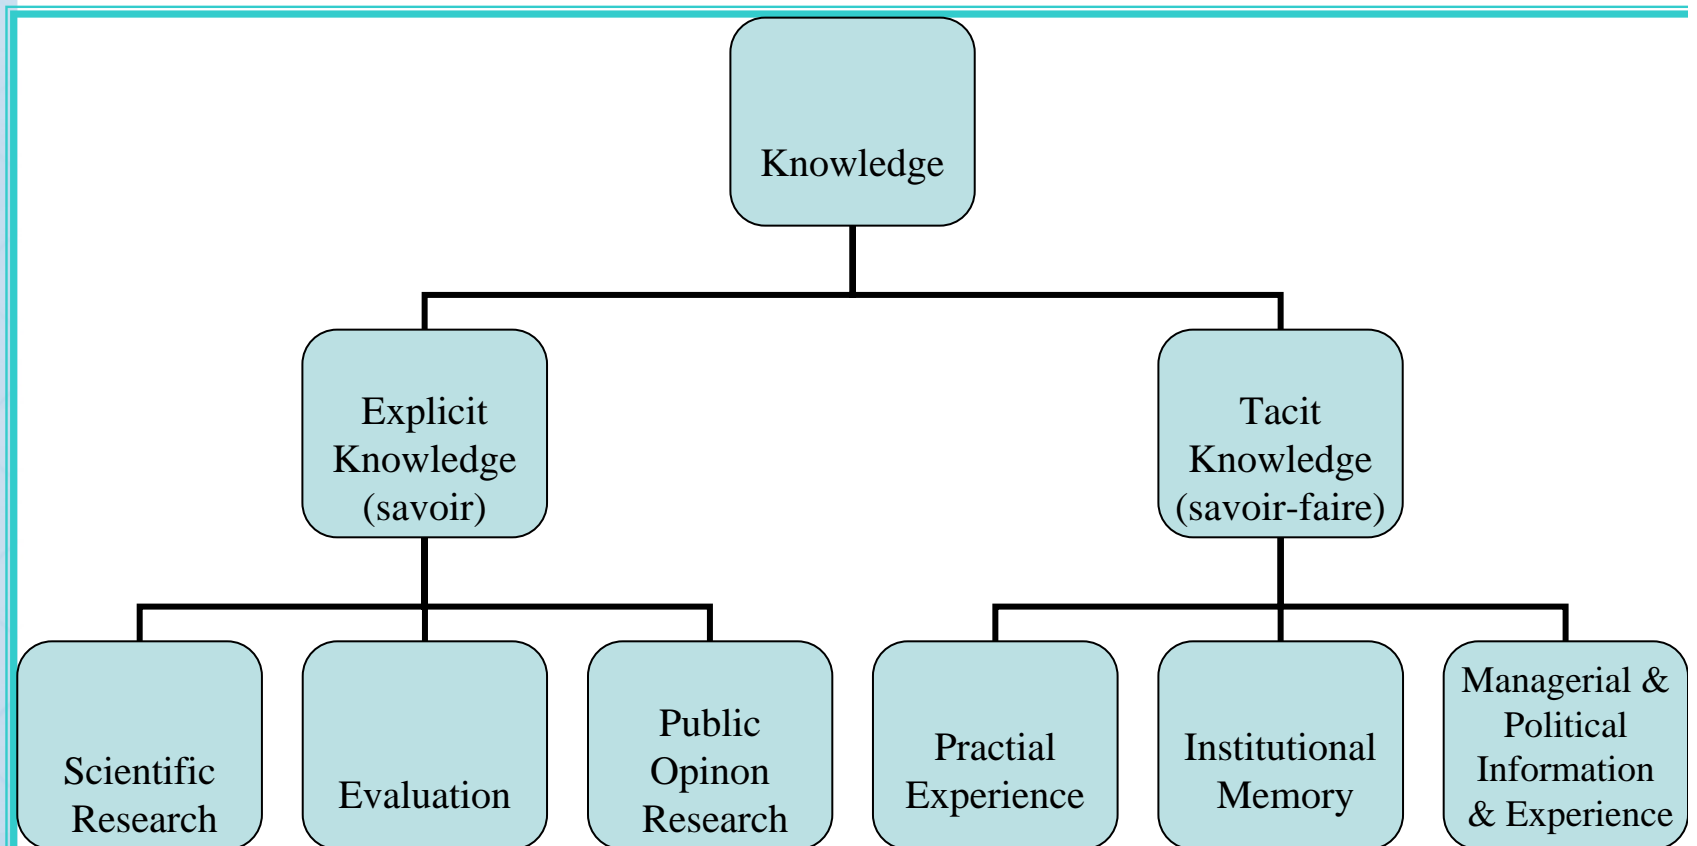 Knowledge
Explicit
Knowledge
(savoir)
Tacit
Knowledge
(savoir-faire)
Scientific
Research
Evaluation
Public
Opinon
Research
Practial
Experience
Institutional
Memory
Managerial &
Political
Information
& Experience